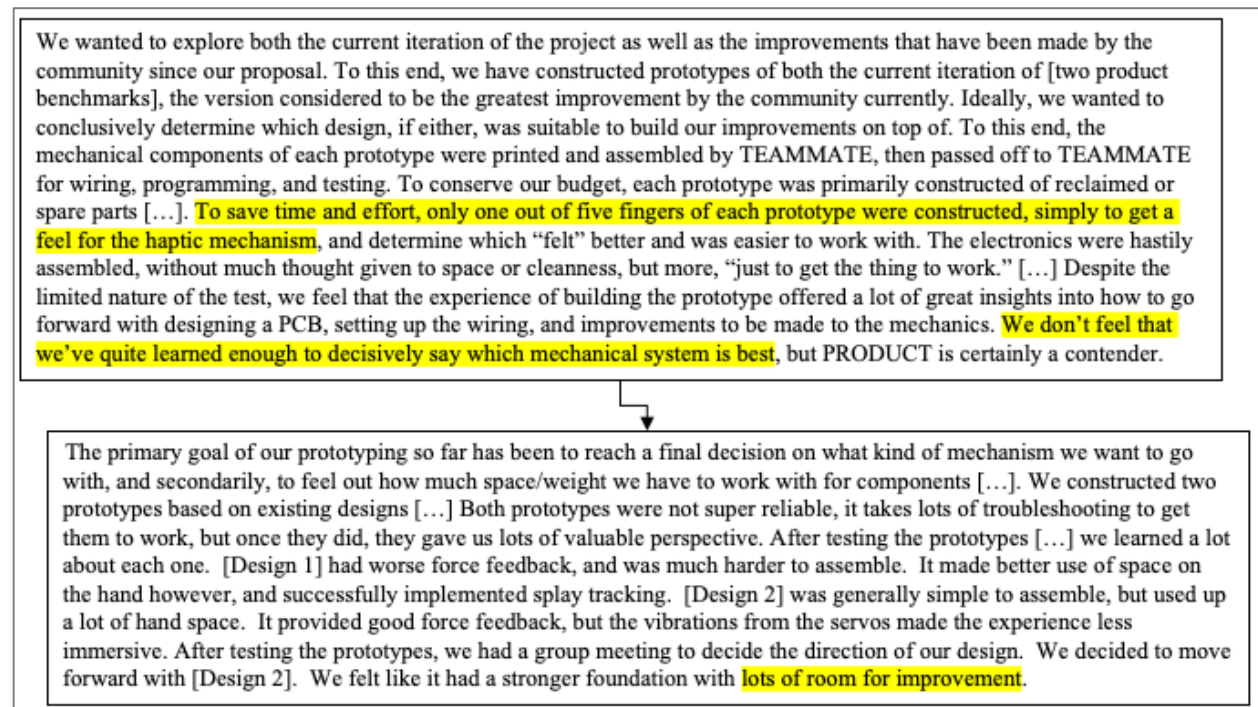 We wanted to explore both the current iteration of the project as well as the improvements that have been made by the
community since our proposal. To this end, we have constructed prototypes of both the current iteration of [two product
benchmarks], the version considered to be the greatest improvement by the community currently. Ideally, we wanted to
conclusively determine which design, if either, was suitable to build our improvements on top of. To this end, the
mechanical components of each prototype were printed and assembled by TEAMMATE, then passed off to TEAMMATE
for wiring, programming, and testing. To conserve our budget, each prototype was primarily constructed of reclaimed or
spare parts […]. To save time and effort, only one out of five fingers of each prototype were constructed, simply to get a
feel for the haptic mechanism, and determine which “felt” better and was easier to work with. The electronics were hastily
assembled, without much thought given to space or cleanness, but more, “just to get the thing to work.” […] Despite the
limited nature of the test, we feel that the experience of building the prototype offered a lot of great insights into how to go
forward with designing a PCB, setting up the wiring, and improvements to be made to the mechanics. We don’t feel that
we’ve quite learned enough to decisively say which mechanical system is best, but PRODUCT is certainly a contender.
The primary goal of our prototyping so far has been to reach a final decision on what kind of mechanism we want to go
with, and secondarily, to feel out how much space/weight we have to work with for components […]. We constructed two
prototypes based on existing designs […] Both prototypes were not super reliable, it takes lots of troubleshooting to get
them to work, but once they did, they gave us lots of valuable perspective. After testing the prototypes […] we learned a lot
about each one. [Design 1] had worse force feedback, and was much harder to assemble. It made better use of space on
the hand however, and successfully implemented splay tracking. [Design 2] was generally simple to assemble, but used up
a lot of hand space. It provided good force feedback, but the vibrations from the servos made the experience less
immersive. After testing the prototypes, we had a group meeting to decide the direction of our design. We decided to move
forward with [Design 2]. We felt like it had a stronger foundation with lots of room for improvement.